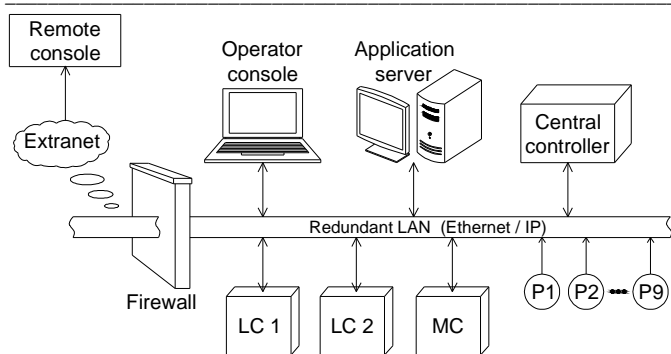 Remote
console
Operator
console
Application
server
Extranet
Central
controller
Redundant LAN (Ethernet / IP)
Firewall
LC 1
LC 2
MC
P1
P2
P9